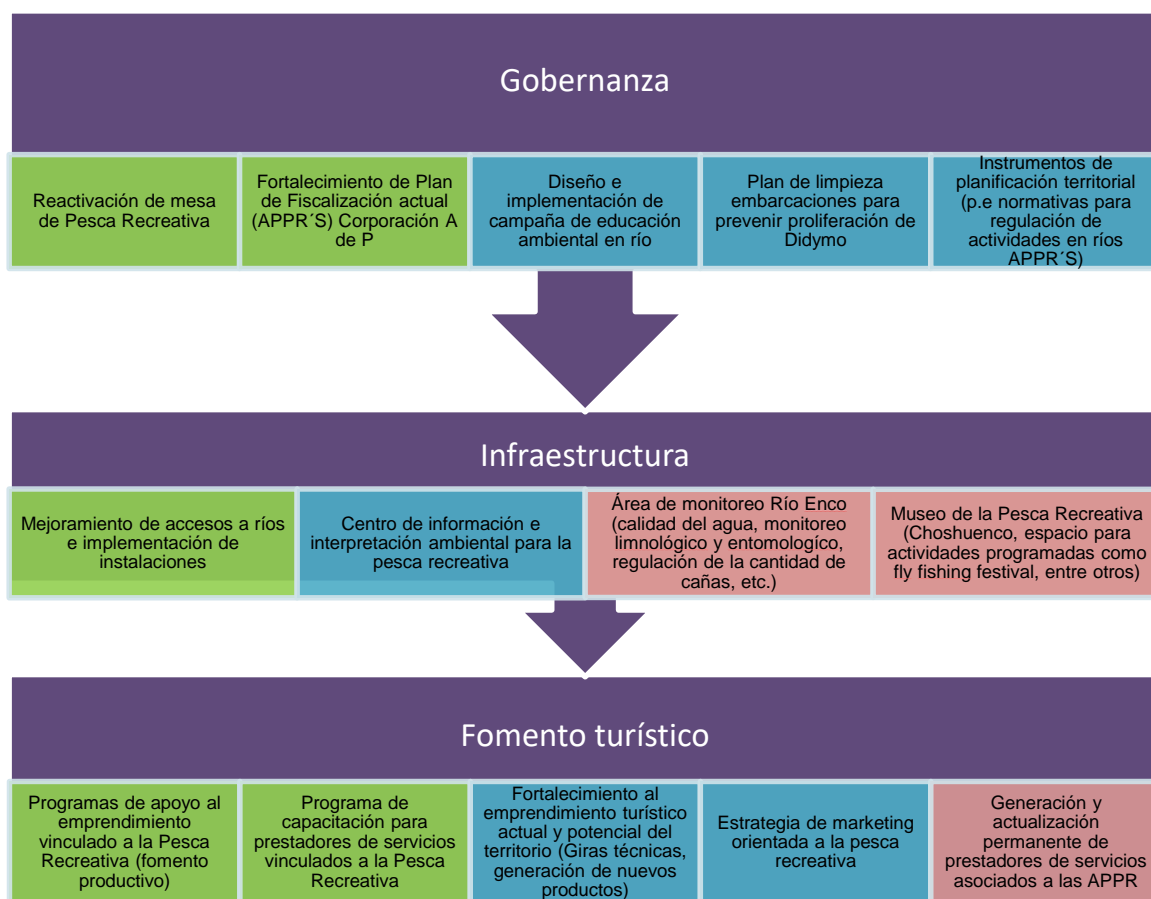 Gobernanza
Reactivación de mesa
de Pesca Recreativa
Fortalecimiento de Plan
de Fiscalización actual
(APPR´S) Corporación A
de P
Diseño e
implementación de
campaña de educación
ambiental en río
Plan de limpieza
embarcaciones para
prevenir proliferación de
Didymo
Instrumentos de
planificación territorial
(p.e normativas para
regulación de
actividades en ríos
APPR´S)
Infraestructura
Mejoramiento de accesos a ríos
e implementación de
instalaciones
Centro de información e
interpretación ambiental para la
pesca recreativa
Área de monitoreo Río Enco
(calidad del agua, monitoreo
limnológico y entomologíco,
regulación de la cantidad de
cañas, etc.)
Museo de la Pesca Recreativa
(Choshuenco, espacio para
actividades programadas como
fly fishing festival, entre otros)
Fomento turístico
Programas de apoyo al
emprendimiento
vinculado a la Pesca
Recreativa (fomento
productivo)
Programa de
capacitación para
prestadores de servicios
vinculados a la Pesca
Recreativa
Fortalecimiento al
emprendimiento turístico
actual y potencial del
territorio (Giras técnicas,
generación de nuevos
productos)
Estrategia de marketing
orientada a la pesca
recreativa
Generación y
actualización
permanente de
prestadores de servicios
asociados a las APPR